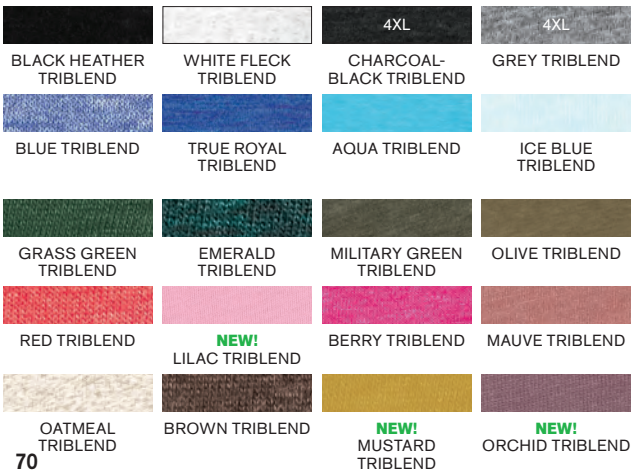 4XL
4XL
BLACK HEATHER
TRIBLEND
WHITE FLECK
TRIBLEND
CHARCOAL-
BLACK TRIBLEND
GREY TRIBLEND
BLUE TRIBLEND
TRUE ROYAL
TRIBLEND
AQUA TRIBLEND
ICE BLUE
TRIBLEND
GRASS GREEN
TRIBLEND
EMERALD
TRIBLEND
MILITARY GREEN
TRIBLEND
OLIVE TRIBLEND
RED TRIBLEND
NEW!
LILAC TRIBLEND
BERRY TRIBLEND
MAUVE TRIBLEND
OATMEAL
TRIBLEND
BROWN TRIBLEND
NEW!
MUSTARD
TRIBLEND
NEW!
ORCHID TRIBLEND
70